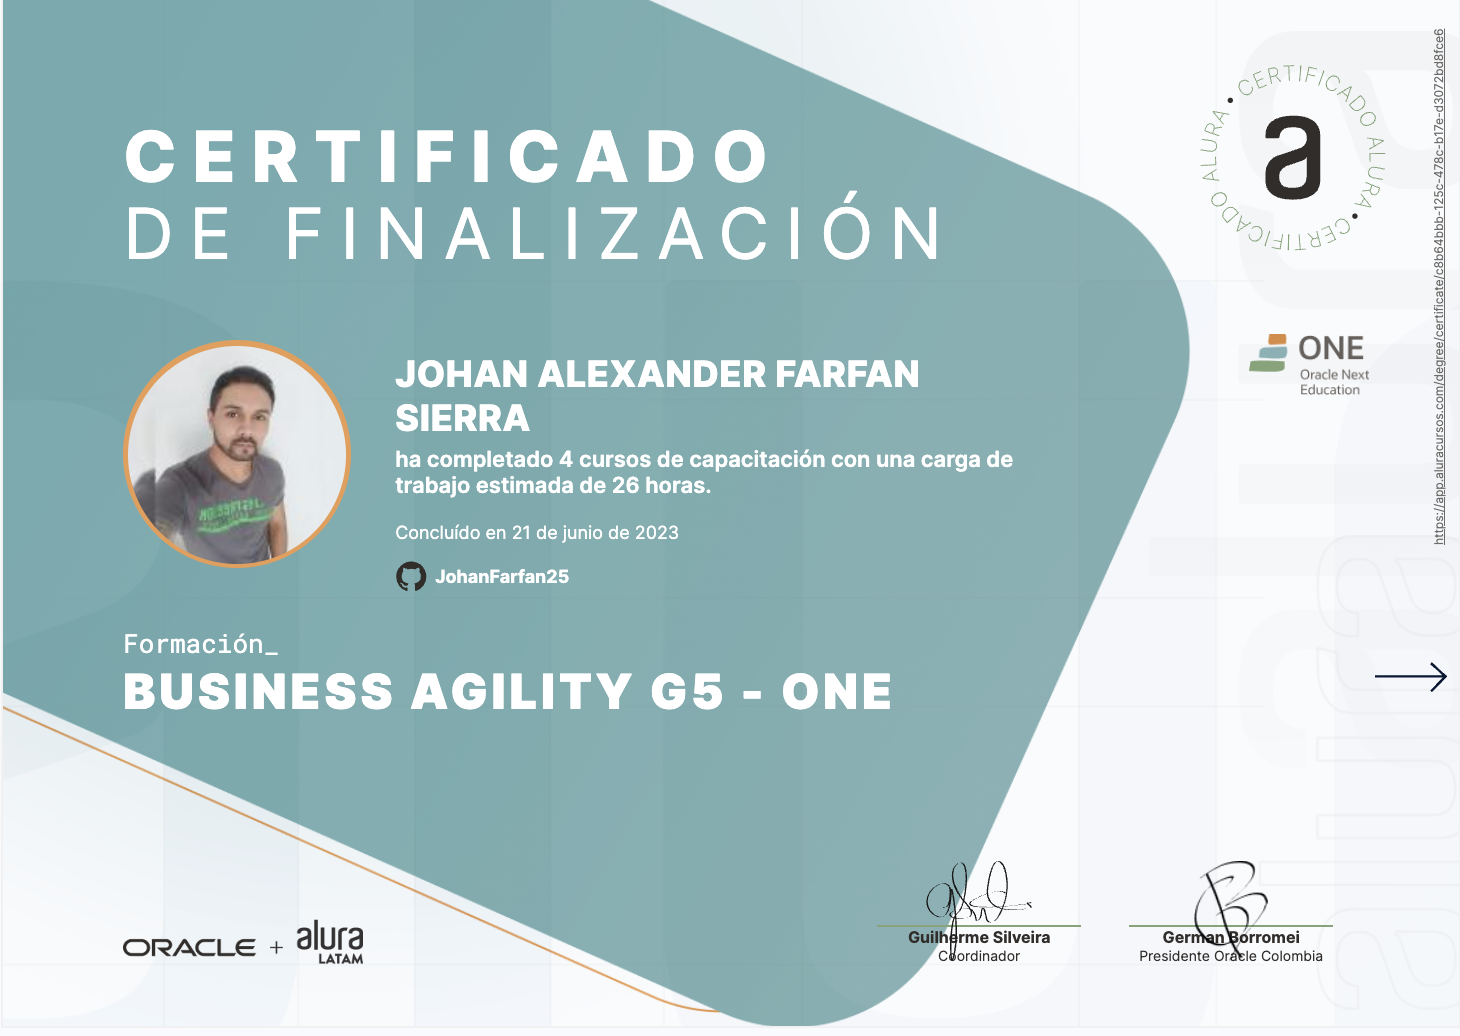 CERTIFICADO
DE FINALIZACIÓN
CERTIFICADO ALURA • CERTIFICADO ALURA •
a
ONE
Oracle Next
Education
https://app.aluracursos.com/degree/certificate/c8b64bbb-125c-478c-b17e-d3072bd8fce6
JOHAN ALEXANDER FARFAN
SIERRA
ha completado 4 cursos de capacitación con una carga de
trabajo estimada de 26 horas.
Concluído en 21 de junio de 2023
JohanFarfan25
Formación_
BUSINESS AGILITY G5 - ONE
ORACLE + alura
LATAM
Guilherme Silveira
Coordinador
German Borromei
Presidente Oracle Colombia
alura